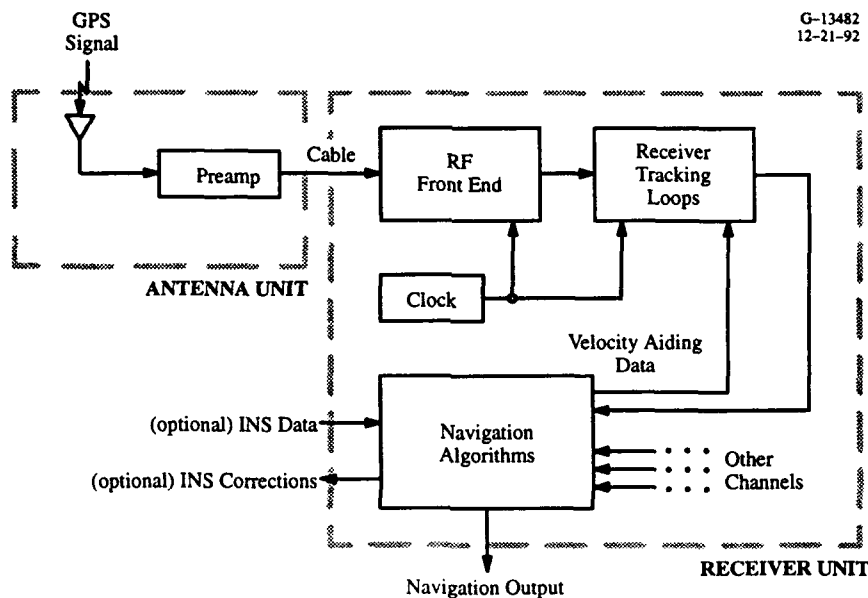 G-13482
12-21-92
GPS
Signal
Preamp
Cable
RF
Front End
Receiver
Tracking
Loops
ANTENNA UNIT
Clock
Velocity Aiding
Data
(optional) INS Data
Navigation
Algorithms
(optional) INS Corrections
Other
Channels
RECEIVER UNIT
Navigation Output